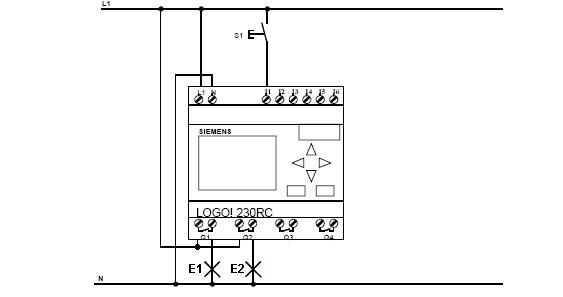 L1
S1
L1 N I1 I2 I3 I4 I5 I6
SIEMENS
LOGO! 230RC
Q1 Q2 Q3 Q4
E1 E2
N